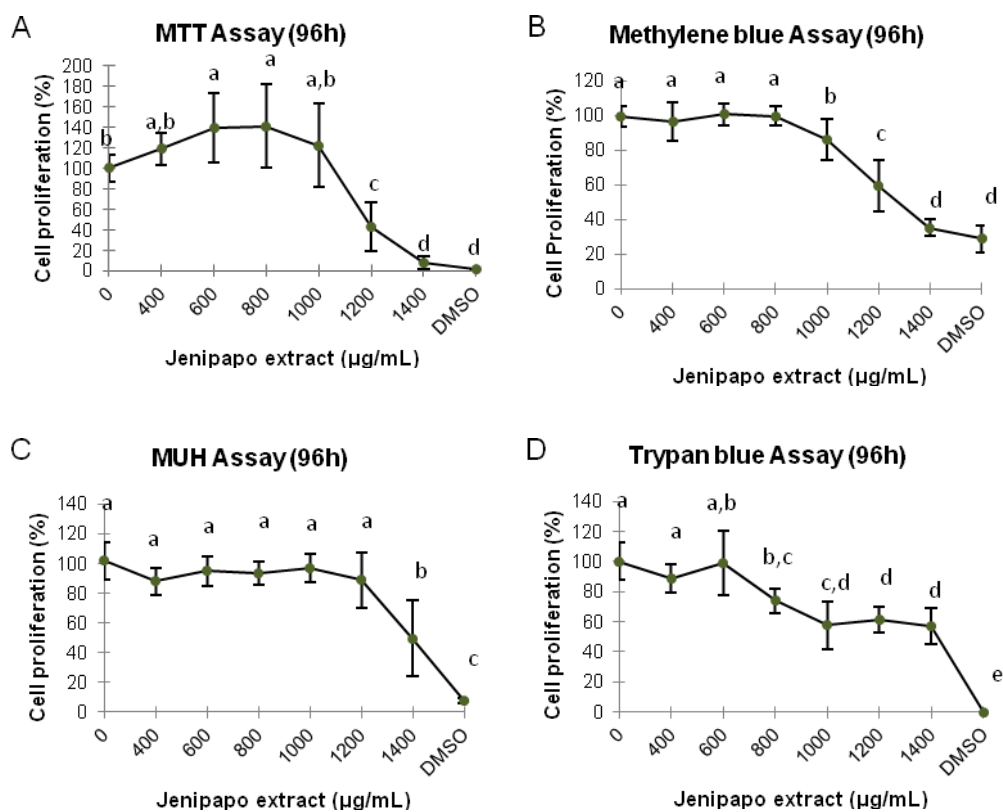 A
MTT Assay (96h)
Cell proliferation (%)
200
180
160
140
120
100
80
60
40
20
0
b
a,b
a
a
a,b
c
d
d
0
400
600
800
1000
1200
1400
DMSO
Jenipapo extract (µg/mL)
B
Methylene blue Assay (96h)
Cell Proliferation (%)
120
100
80
60
40
20
0
a
a
a
a
b
c
d
d
0
400
600
800
1000
1200
1400
DMSO
Jenipapo extract (µg/mL)
C
MUH Assay (96h)
Cell proliferation (%)
140
120
100
80
60
40
20
0
a
a
a
a
a
a
b
c
0
400
600
800
1000
1200
1400
DMSO
Jenipapo extract (µg/mL)
D
Trypan blue Assay (96h)
Cell proliferation (%)
140
120
100
80
60
40
20
0
a
a
a,b
b,c
c,d
d
d
e
0
400
600
800
1000
1200
1400
DMSO
Jenipapo extract (µg/mL)